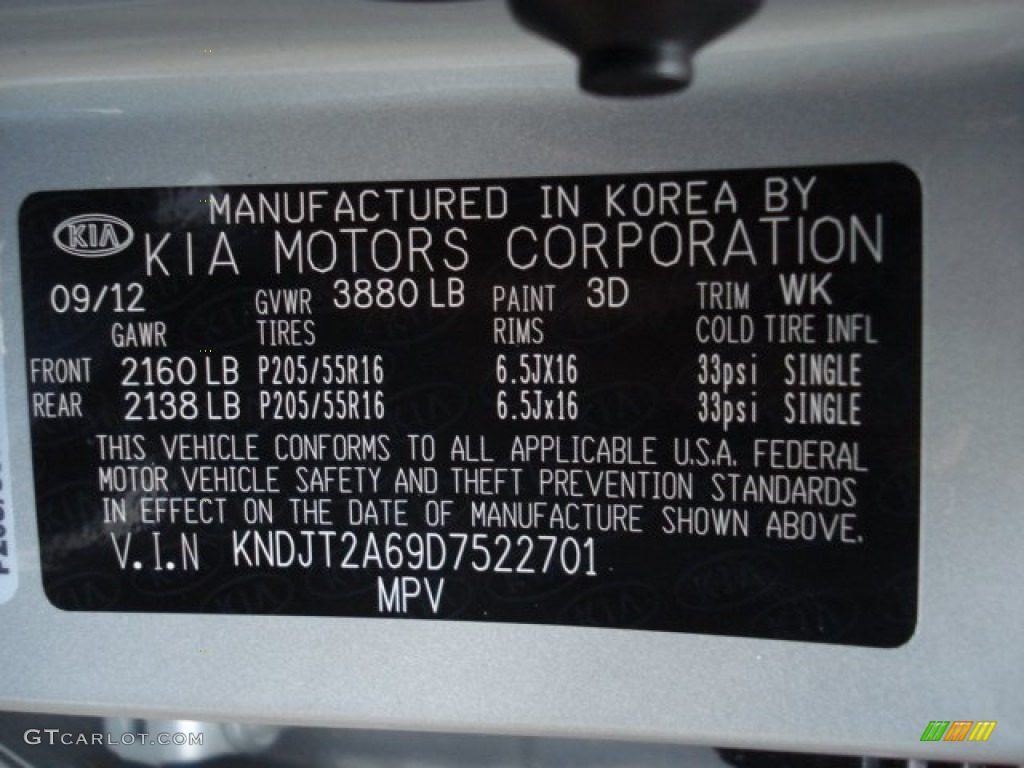 MANUFACTURED IN KOREA BY
KIA KIA MOTORS CORPORATION
09/12 GVWR 3880 LB PAINT 3D TRIM WK
GAWR TIRES RIMS COLD TIRE INFL
FRONT 2160 LB P205/55R16 6.5JX16 33psi SINGLE
REAR 2138 LB P205/55R16 6.5Jx16 33psi SINGLE
THIS VEHICLE CONFORMS TO ALL APPLICABLE U.S.A. FEDERAL
MOTOR VEHICLE SAFETY AND THEFT PREVENTION STANDARDS
IN EFFECT ON THE DATE OF MANUFACTURE SHOWN ABOVE.
V.I.N KNDJT2A69D7522701
MPV
GTCARLOT.COM